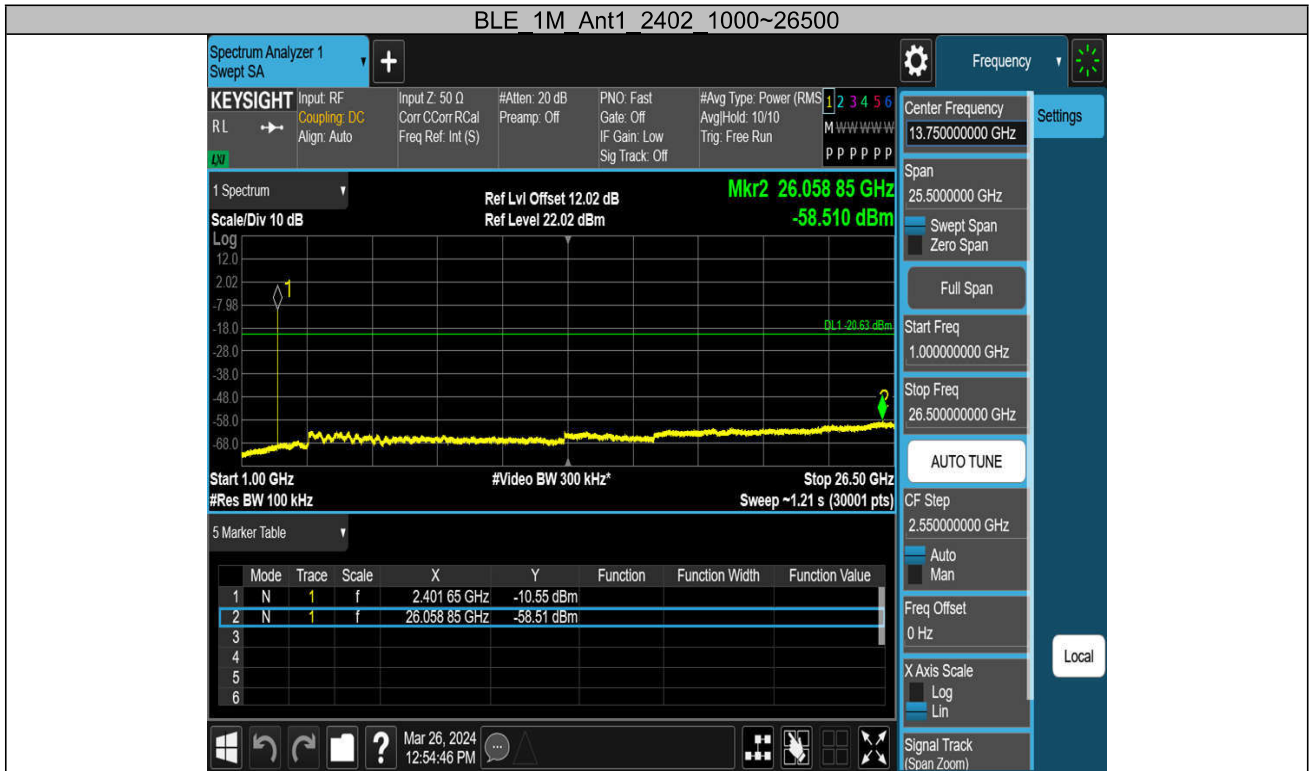 BLE_1M_Ant1_2402_1000~26500
Spectrum Analyzer 1
Swept SA
+
Frequency
KEYSIGHT
RL
LXI
Input: RF
Coupling: DC
Align: Auto
Input Z: 50 Ω
Corr CCorr RCal
Freq Ref: Int (S)
#Atten: 20 dB
Preamp: Off
PNO: Fast
Gate: Off
IF Gain: Low
Sig Track: Off
#Avg Type: Power (RMS
Avg|Hold: 10/10
Trig: Free Run
1 2 3 4 5 6
M W W W W W
P P P P P P
1 Spectrum
Scale/Div 10 dB
Ref Lvl Offset 12.02 dB
Ref Level 22.02 dBm
Mkr2 26.058 85 GHz
-58.510 dBm
Log
12.0
2.02
-7.98
-18.0
-28.0
-38.0
-48.0
-58.0
-68.0
1
DL1 -20.63 dBm
2
Start 1.00 GHz
#Video BW 300 kHz*
Stop 26.50 GHz
#Res BW 100 kHz
Sweep ~1.21 s (30001 pts)
5 Marker Table
Mode Trace Scale X Y Function Function Width Function Value
1 N 1 f 2.401 65 GHz -10.55 dBm
2 N 1 f 26.058 85 GHz -58.51 dBm
3
4
5
6
?
Mar 26, 2024
12:54:46 PM
Center Frequency
13.750000000 GHz
Span
25.5000000 GHz
Swept Span
Zero Span
Full Span
Start Freq
1.000000000 GHz
Stop Freq
26.500000000 GHz
AUTO TUNE
CF Step
2.550000000 GHz
Auto
Man
Freq Offset
0 Hz
X Axis Scale
Log
Lin
Signal Track
(Span Zoom)
Settings
Local